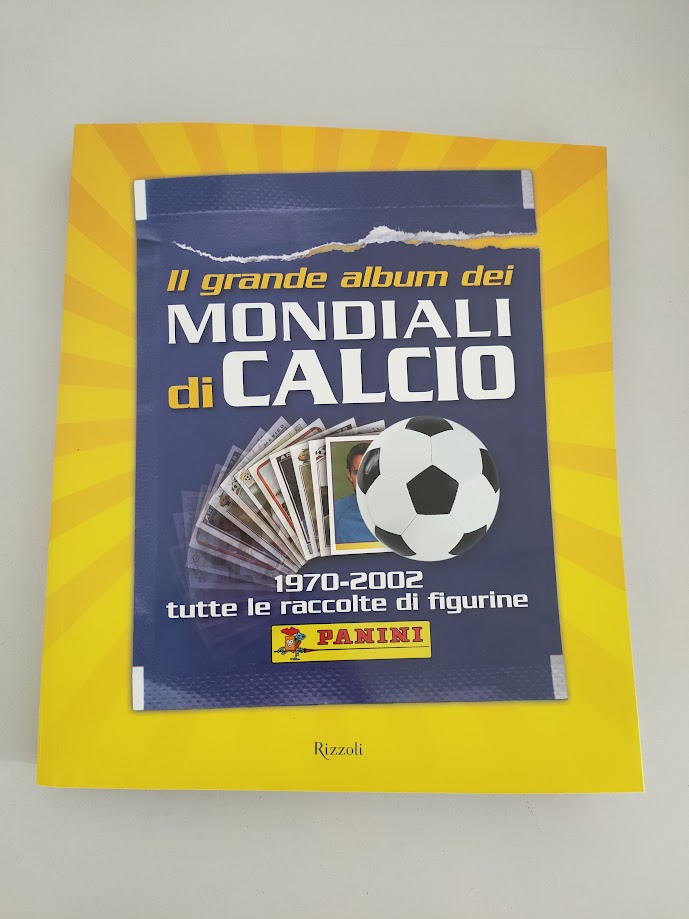 Il grande album dei
MONDIALI
di CALCIO
1970-2002
tutte le raccolte di figurine
PANINI
Rizzoli